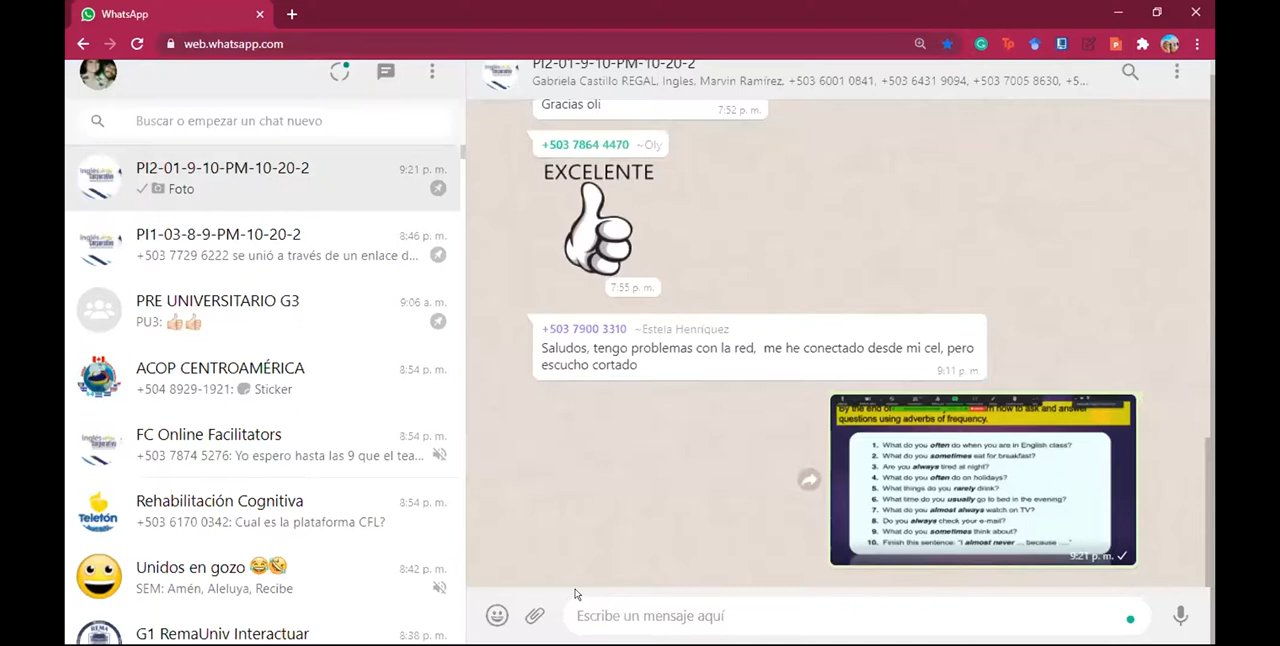 WhatsApp
web.whatsapp.com
Buscar o empezar un chat nuevo
PI2-01-9-10-PM-10-20-2
9:21 p. m.
Foto
PI1-03-8-9-PM-10-20-2
8:46 p. m.
+503 7729 6222 se unió a través de un enlace d...
PRE UNIVERSITARIO G3
9:06 a. m.
PU3: 👍🏻👍🏻
ACOP CENTROAMÉRICA
8:54 p. m.
+504 8929-1921: Sticker
FC Online Facilitators
8:54 p. m.
+503 7874 5276: Yo espero hasta las 9 que el tea...
Rehabilitación Cognitiva
8:54 p. m.
+503 6170 0342: Cual es la plataforma CFL?
Teletón
Unidos en gozo 😂🤣
8:42 p. m.
SEM: Amén, Aleluya, Recibe
G1 RemaUniv Interactuar
8:38 p. m.
PI2-01-9-10-PM-10-20-2
Gabriela Castillo REGAL, Ingles, Marvin Ramírez, +503 6001 0841, +503 6431 9094, +503 7005 8630, +5...
Gracias oli
7:52 p. m.
+503 7864 4470 ~Oly
EXCELENTE
7:55 p. m.
+503 7900 3310 ~Estela Henríquez
Saludos, tengo problemas con la red, me he conectado desde mi cel, pero
escucho cortado
9:11 p. m.
By the end of
how to ask and answer
questions using adverbs of frequency.
1. What do you often do when you are in English class?
2. What do you sometimes eat for breakfast?
3. Are you always tired at night?
4. What do you often do on holidays?
5. What things do you rarely drink?
6. What time do you usually go to bed in the evening?
7. What do you almost always watch on TV?
8. Do you always check your e-mail?
9. What do you sometimes think about?
10. Finish this sentence: "I almost never ... because ...."
9:21 p. m.
Escribe un mensaje aquí